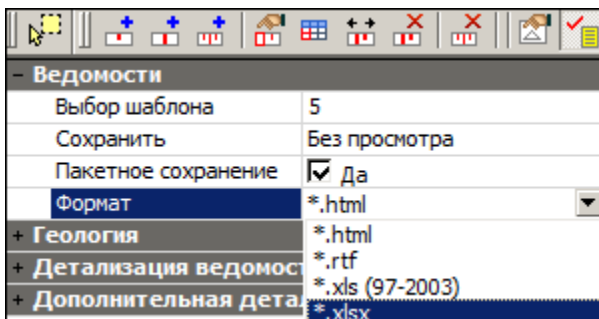 - Ведомости
Выбор шаблона 5
Сохранить Без просмотра
Пакетное сохранение Да
Формат *.html
+ Геология *.html
*.rtf
+ Детализация ведомост *.xls (97-2003)
+ Дополнительная дета *.xlsx